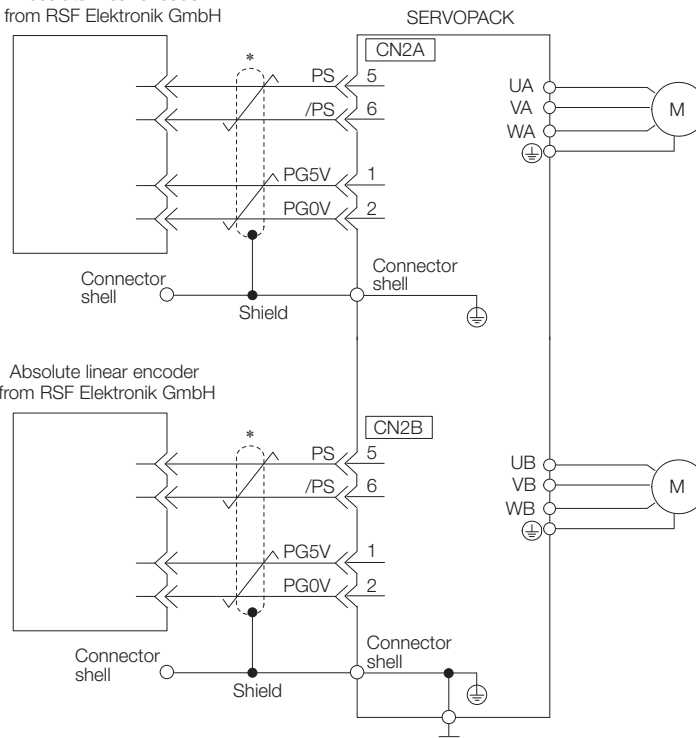 from RSF Elektronik GmbH
SERVOPACK
CN2A
*
PS 5
/PS 6
PG5V 1
PG0V 2
UA
VA
WA
M
Connector shell
Shield
Connector shell
Absolute linear encoder
from RSF Elektronik GmbH
CN2B
*
PS 5
/PS 6
PG5V 1
PG0V 2
UB
VB
WB
M
Connector shell
Shield
Connector shell